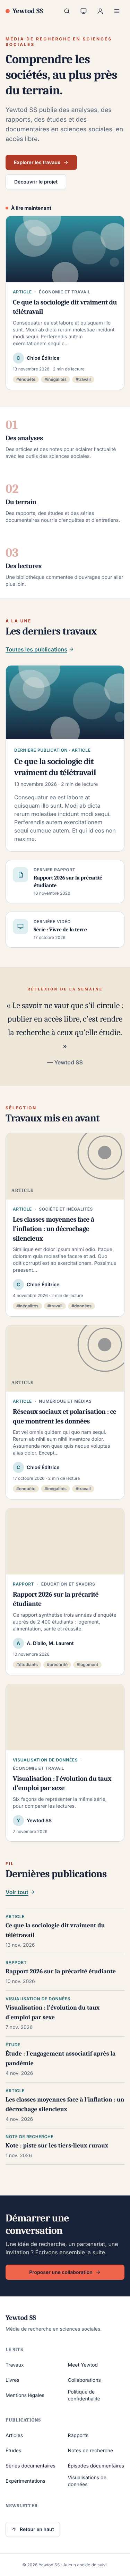 Yewtod SS
MÉDIA DE RECHERCHE EN SCIENCES
SOCIALES
Comprendre les
sociétés, au plus près
du terrain.
Yewtod SS publie des analyses, des
travaux de terrain, des études et des
documentaires en sciences sociales, en
accès libre.
Explorer les travaux →
Découvrir le projet
À lire maintenant
ARTICLE · ÉCONOMIE ET TRAVAIL
Ce que la sociologie dit vraiment du
télétravail
Consequatur ea est labore at quisquam illo
sunt. Modi ab dicta rerum molestiae incidunt
modi magni. Perferendis autem
exercitationem sequi c…
C
Chloé Éditrice
13 novembre 2026 · 2 min de lecture
#enquête
#inégalités
#travail
01
Des analyses
Des articles et des notes pour éclairer l'actualité
avec les outils des sciences sociales.
02
Du terrain
Des rapports, des études et des séries
documentaires nourris d'enquêtes et d'entretiens.
03
Des lectures
Une bibliothèque commentée d'ouvrages pour aller
plus loin.
À LA UNE
Les derniers travaux
Toutes les publications →
DERNIÈRE PUBLICATION · ARTICLE
Ce que la sociologie dit
vraiment du télétravail
13 novembre 2026 · 2 min de lecture
Consequatur ea est labore at
quisquam illo sunt. Modi ab dicta
rerum molestiae incidunt modi
magni. Perferendis autem
exercitationem sequi cumque
autem. Et qui id eos non
maxime.
DERNIER RAPPORT
Rapport 2026 sur la précarité
étudiante
10 novembre 2026
DERNIÈRE VIDÉO
Série : Vivre de la terre
17 octobre 2026
RÉFLEXION DE LA SEMAINE
« Le savoir ne vaut que s'il circule :
publier en accès libre, c'est rendre
la recherche à ceux qu'elle étudie.
»
— Yewtod SS
SÉLECTION
Travaux mis en avant
ARTICLE
ARTICLE · SOCIÉTÉ ET INÉGALITÉS
Les classes moyennes face à
l'inflation : un décrochage
silencieux
Similique id dolor ipsum animi odio. Itaque
dolorem quia molestiae totam. Aut odit
corrupti est ab exercitationem. Possimus
praesent…
C
Chloé Éditrice
4 novembre 2026 · 2 min de lecture
#inégalités
#travail
#données
ARTICLE
ARTICLE · NUMÉRIQUE ET MÉDIAS
Réseaux sociaux et polarisation : ce
que montrent les données
Est vel omnis quidem qui quo nam sequi.
Rerum ab nihil eum nihil inventore dolor.
Assumenda non quae quia neque voluptas
alias dolor. Except…
C
Chloé Éditrice
17 octobre 2026 · 2 min de lecture
#enquête
#inégalités
#travail
RAPPORT · ÉDUCATION ET SAVOIRS
Rapport 2026 sur la précarité
étudiante
Ce rapport synthétise trois années d'enquête
auprès de 2 400 étudiants : logement,
alimentation, santé et réussite.
A
A. Diallo, M. Laurent
10 novembre 2026
#étudiants
#précarité
#logement
VISUALISATION DE DONNÉES ·
ÉCONOMIE ET TRAVAIL
Visualisation : l'évolution du taux
d'emploi par sexe
Six façons de représenter la même série,
pour comparer les lectures.
Y
Yewtod SS
7 novembre 2026
FIL
Dernières publications
Voir tout →
ARTICLE
Ce que la sociologie dit vraiment du
télétravail
13 nov. 2026
RAPPORT
Rapport 2026 sur la précarité étudiante
10 nov. 2026
VISUALISATION DE DONNÉES
Visualisation : l'évolution du taux
d'emploi par sexe
7 nov. 2026
ÉTUDE
Étude : l'engagement associatif après la
pandémie
4 nov. 2026
ARTICLE
Les classes moyennes face à l'inflation : un
décrochage silencieux
4 nov. 2026
NOTE DE RECHERCHE
Note : piste sur les tiers-lieux ruraux
1 nov. 2026
Démarrer une
conversation
Une idée de recherche, un partenariat, une
invitation ? Écrivons ensemble la suite.
Proposer une collaboration →
Yewtod SS
Média de recherche en sciences sociales.
LE SITE
Travaux
Meet Yewtod
Livres
Collaborations
Mentions légales
Politique de
confidentialité
PUBLICATIONS
Articles
Rapports
Études
Notes de recherche
Séries documentaires
Épisodes documentaires
Expérimentations
Visualisations de
données
NEWSLETTER
↑ Retour en haut
© 2026 Yewtod SS · Aucun cookie de suivi.